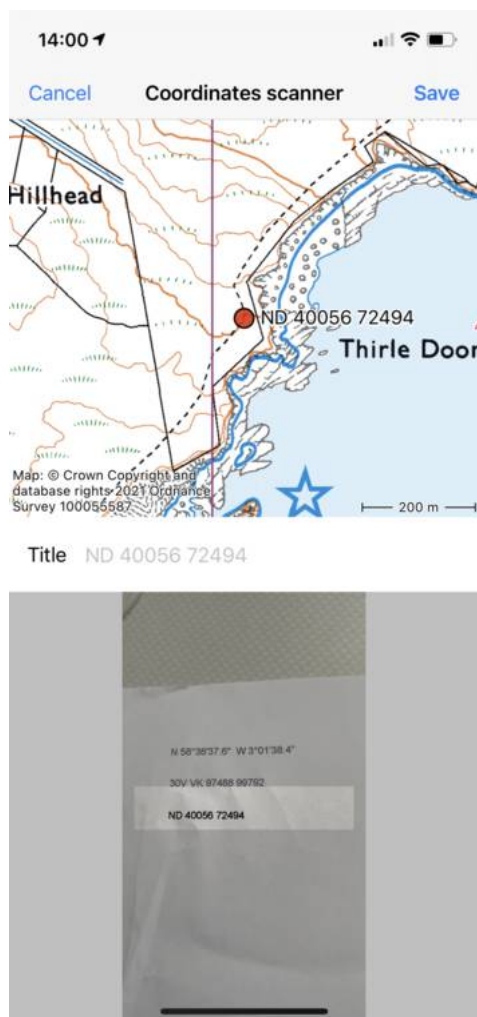 14:00
Cancel Coordinates scanner Save
Hillhead
ND 40056 72494
Thirle Door
Map: © Crown Copyright and
database rights 2021 Ordnance
Survey 100055587
200 m
Title ND 40056 72494
N 58°38'37.6" W 3°01'38.4"
30V VK 97488 99792
ND 40056 72494